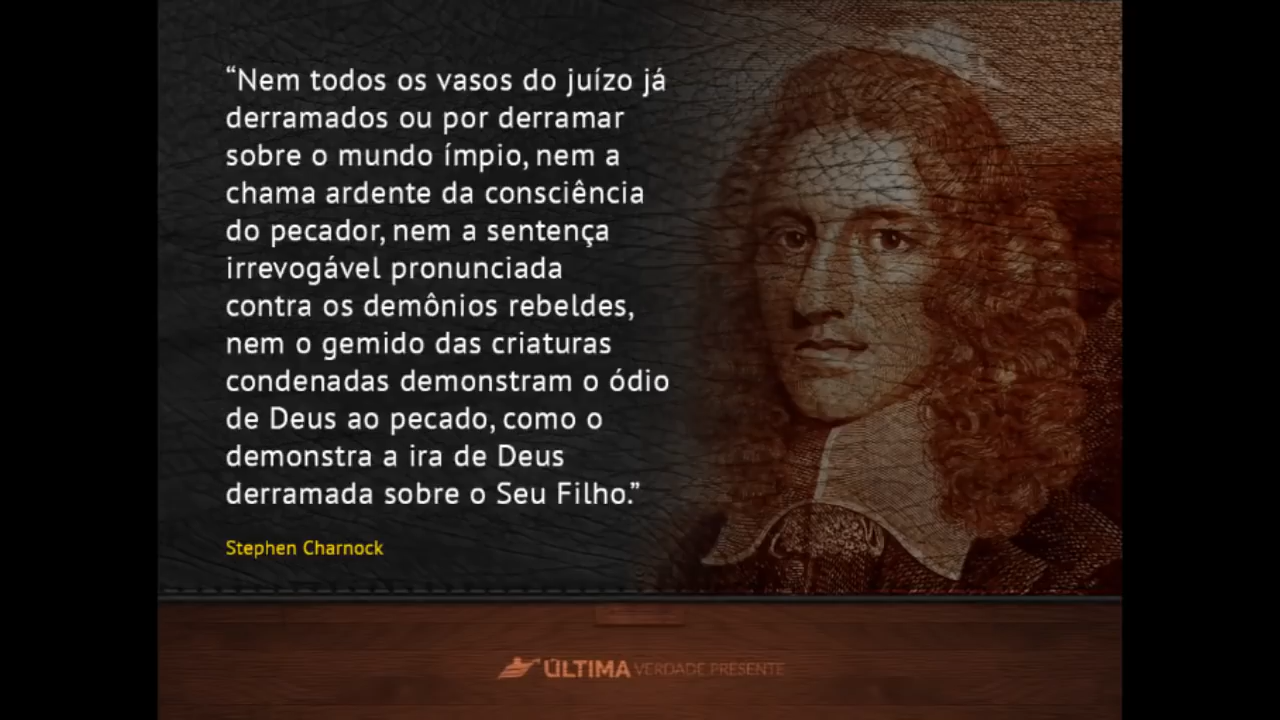 “Nem todos os vasos do juízo já
derramados ou por derramar
sobre o mundo ímpio, nem a
chama ardente da consciência
do pecador, nem a sentença
irrevogável pronunciada
contra os demônios rebeldes,
nem o gemido das criaturas
condenadas demonstram o ódio
de Deus ao pecado, como o
demonstra a ira de Deus
derramada sobre o Seu Filho.”
Stephen Charnock
ÚLTIMA VERDADE PRESENTE